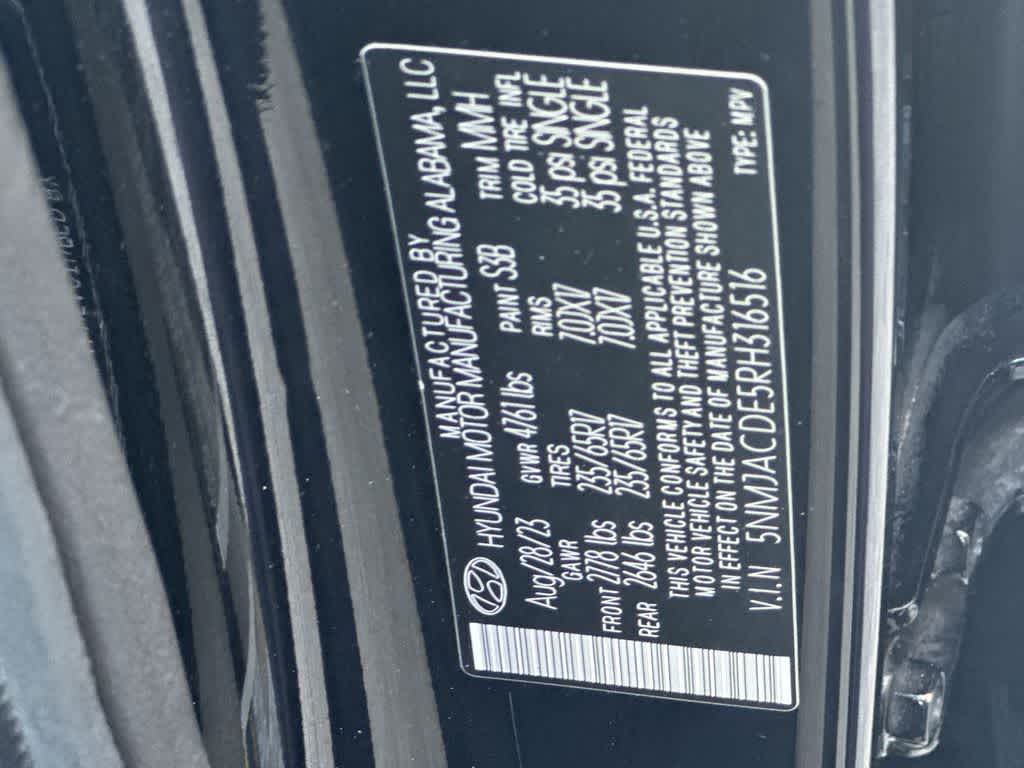 MANUFACTURED BY
HYUNDAI MOTOR MANUFACTURING ALABAMA, LLC
Aug/28/23 GVWR 4761 lbs PAINT S3B TRIM MMH
GAWR TIRES RIMS COLD TIRE INFL
FRONT 2778 lbs 235/65R17 7.0JX17 35 psi SINGLE
REAR 2646 lbs 235/65R17 7.0JX17 35 psi SINGLE
THIS VEHICLE CONFORMS TO ALL APPLICABLE U.S.A. FEDERAL
MOTOR VEHICLE SAFETY AND THEFT PREVENTION STANDARDS
IN EFFECT ON THE DATE OF MANUFACTURE SHOWN ABOVE
V.I.N 5NMJACDE5RH316516 TYPE: MPV